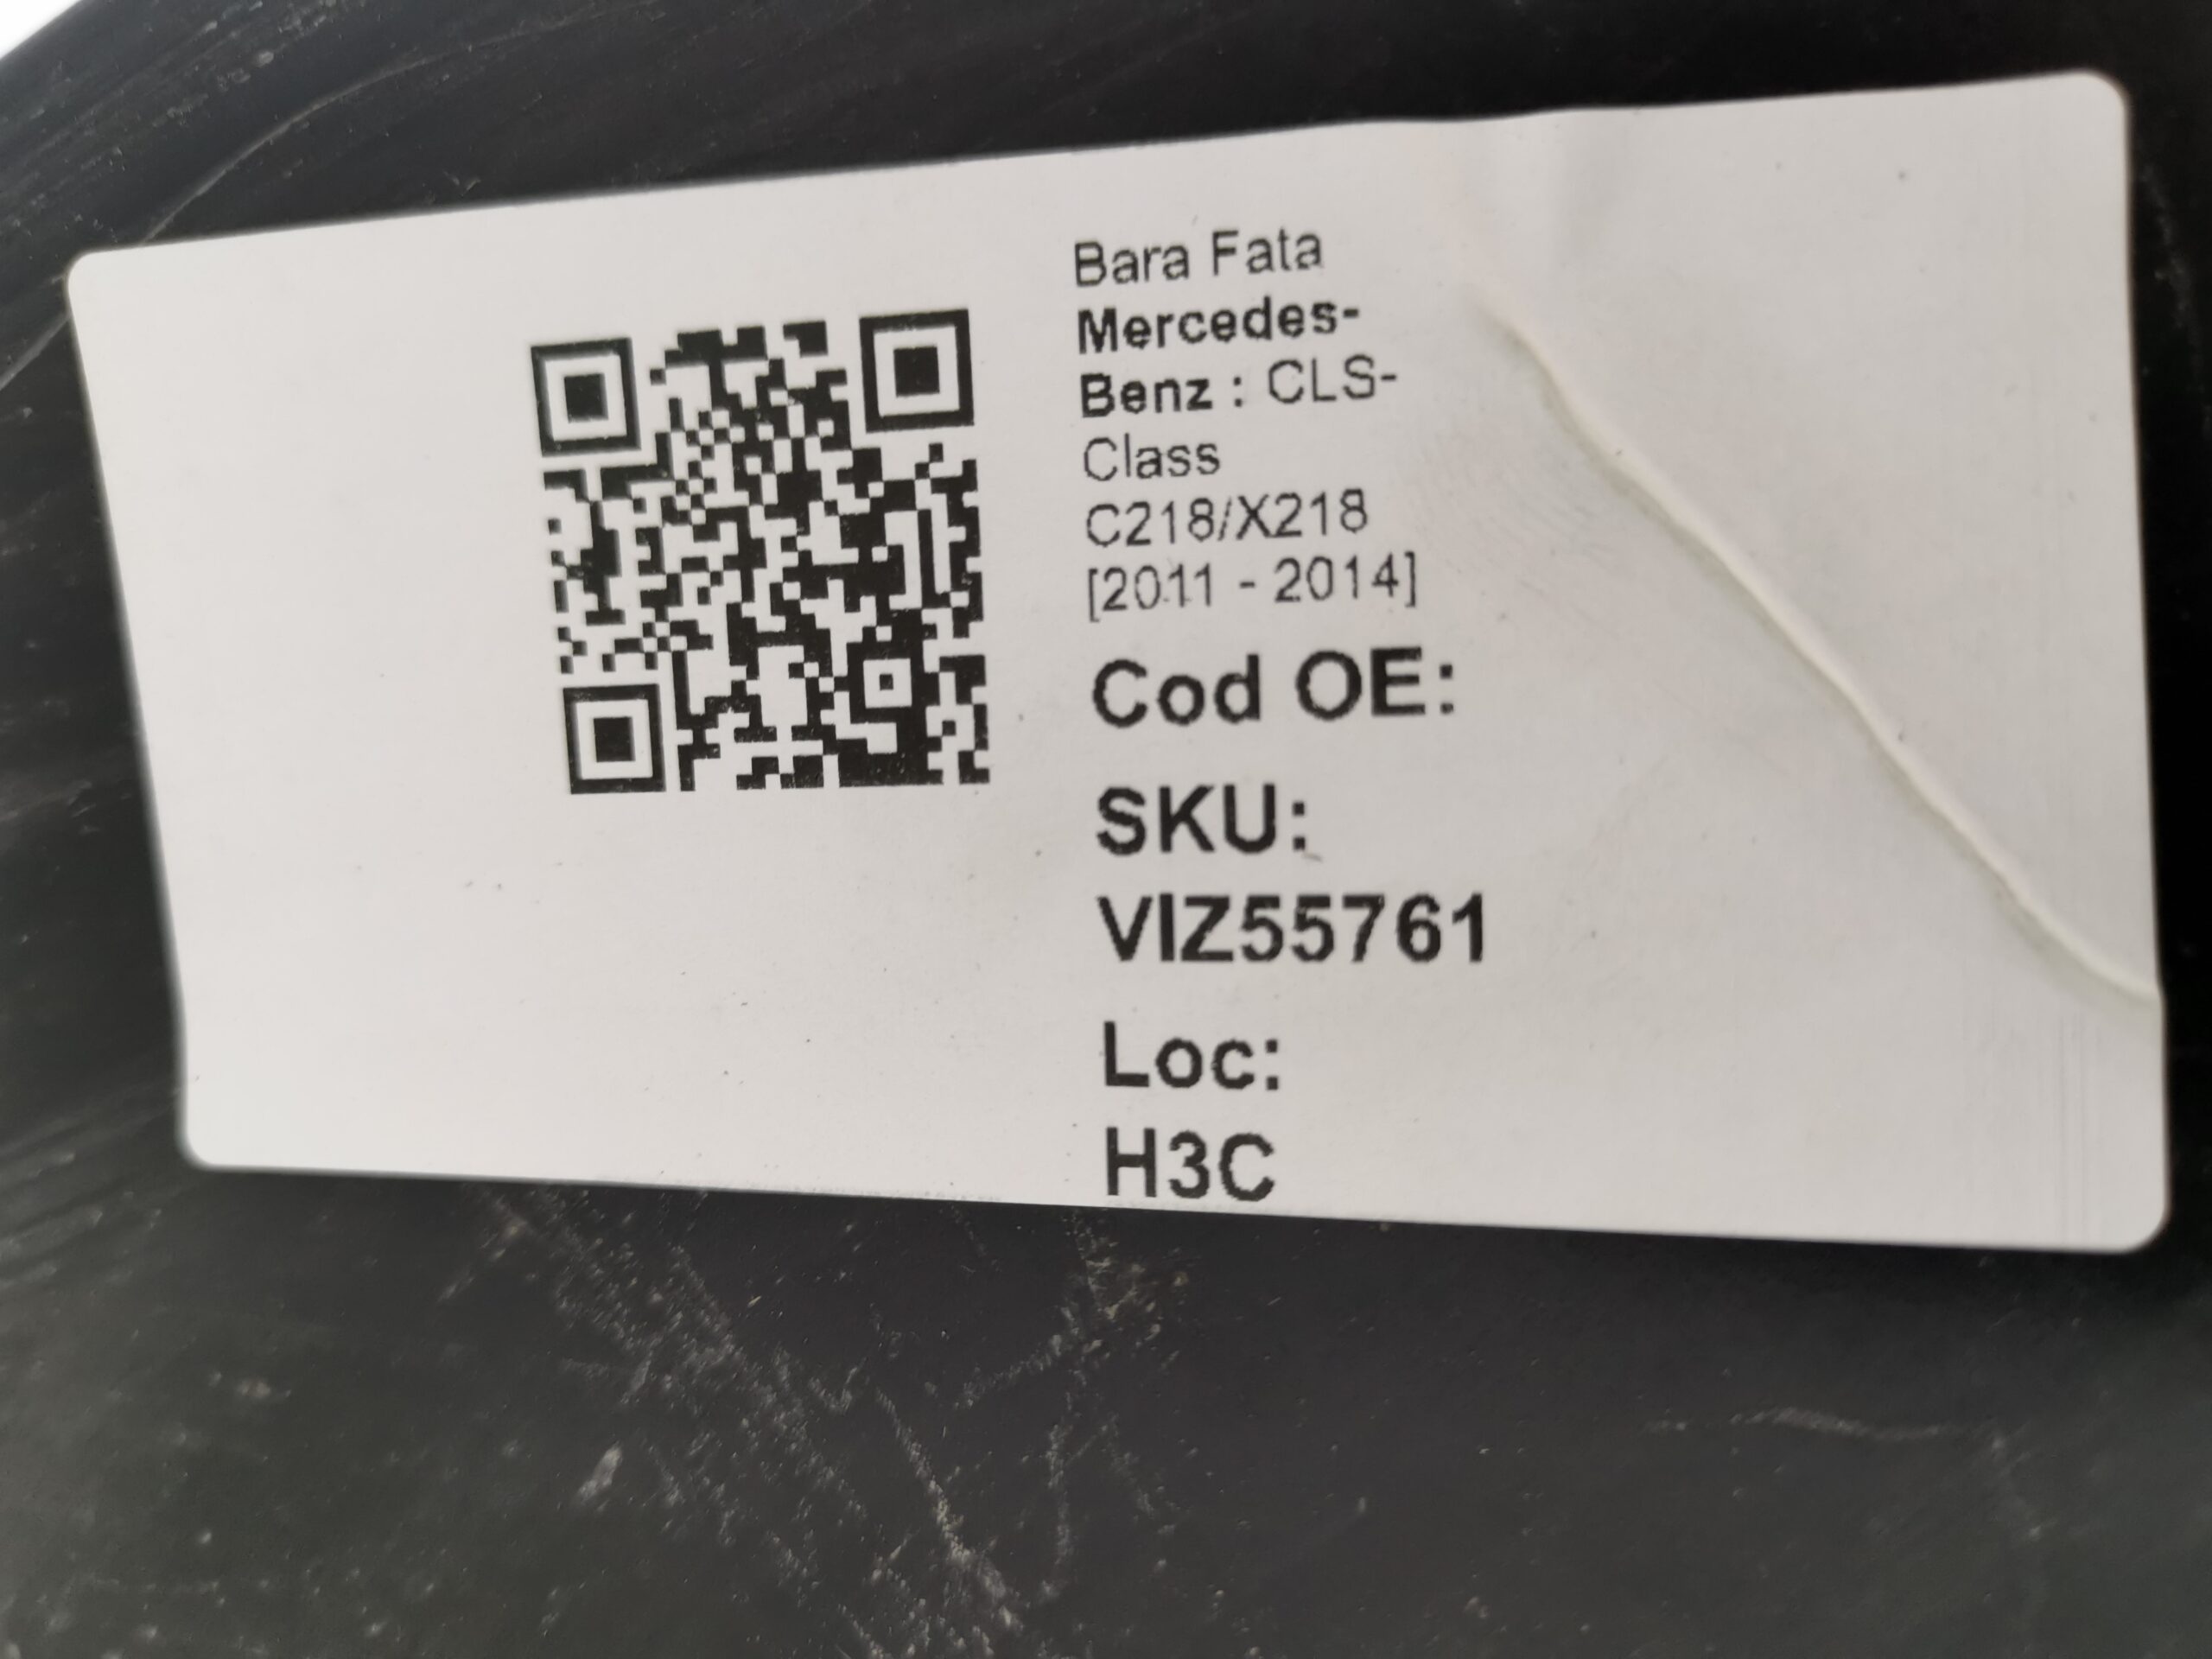 Bara Fata
Mercedes-
Benz : CLS-
Class
C218/X218
[2011 - 2014]
Cod OE:
SKU:
VIZ55761
Loc:
H3C